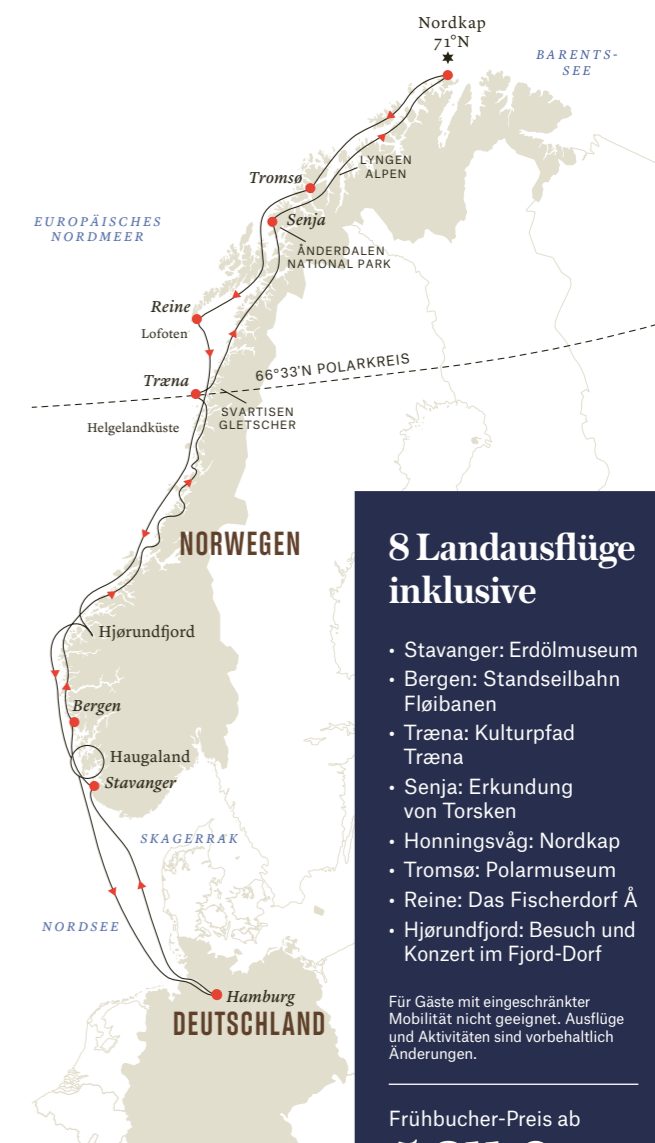 Nordkap
71°N
BARENTS-
SEE
LYNGEN
ALPEN
Tromsø
Senja
EUROPÄISCHES
NORDMEER
ÅNDERDALEN
NATIONAL PARK
Reine
Lofoten
66°33'N POLARKREIS
Træna
SVARTISEN
GLETSCHER
Helgelandküste
NORWEGEN
Hjørundfjord
Bergen
Haugaland
Stavanger
SKAGERRAK
NORDSEE
Hamburg
DEUTSCHLAND
8 Landausflüge
inklusive
• Stavanger: Erdölmuseum
• Bergen: Standseilbahn
Fløibanen
• Træna: Kulturpfad
Træna
• Senja: Erkundung
von Torsken
• Honningsvåg: Nordkap
• Tromsø: Polarmuseum
• Reine: Das Fischerdorf Å
• Hjørundfjord: Besuch und
Konzert im Fjord-Dorf
Für Gäste mit eingeschränkter
Mobilität nicht geeignet. Ausflüge
und Aktivitäten sind vorbehaltlich
Änderungen.
Frühbucher-Preis ab